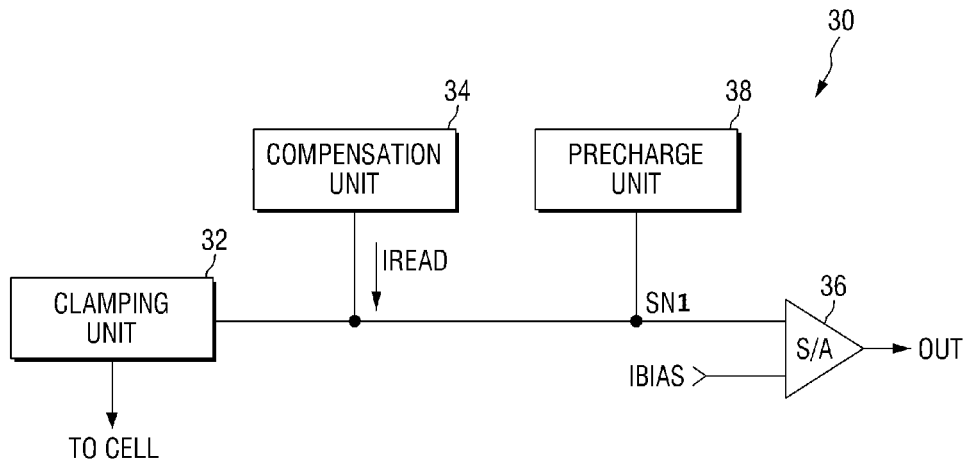 30
34
38
COMPENSATION
UNIT
PRECHARGE
UNIT
32
IREAD
CLAMPING
UNIT
SN1
36
S/A
OUT
IBIAS
TO CELL